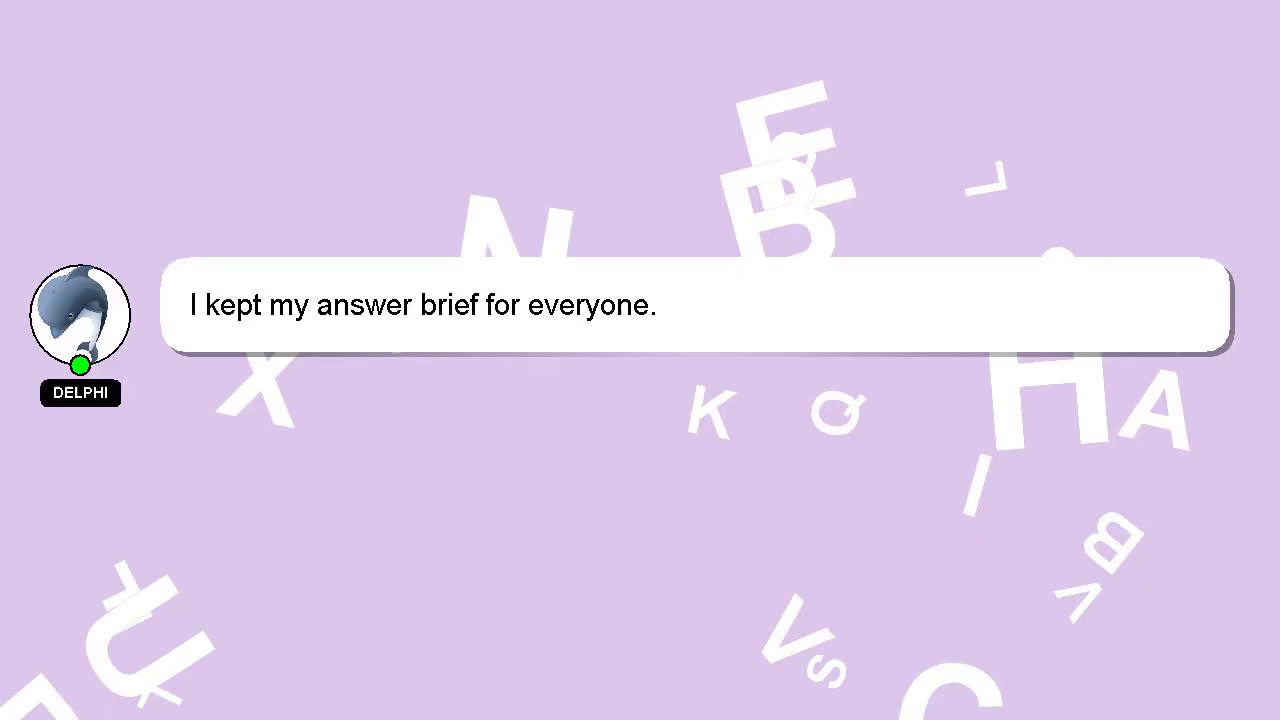 I kept my answer brief for everyone.
DELPHI
E
B
L
N
X
K
Q
H
A
I
B
V
V
S
U
C